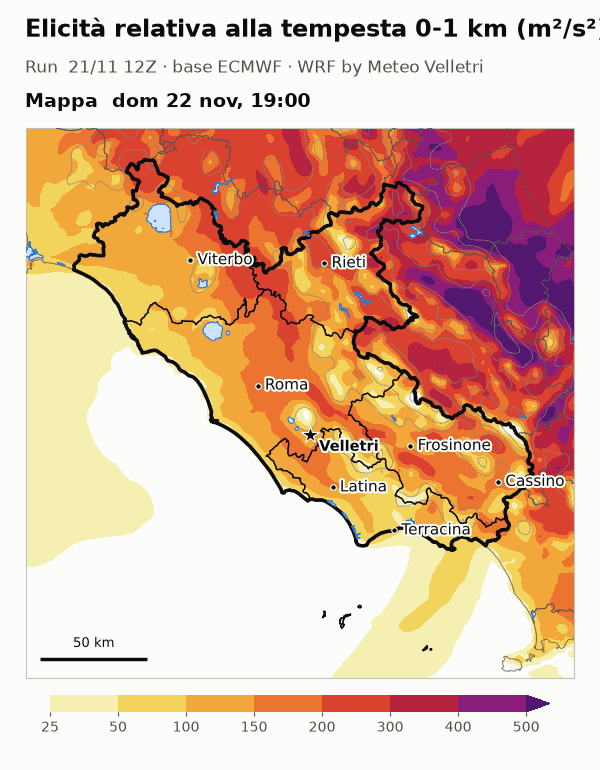 Elicità relativa alla tempesta 0-1 km (m²/s²)
Run 21/11 12Z · base ECMWF · WRF by Meteo Velletri
Mappa dom 22 nov, 19:00
Viterbo
Rieti
Roma
Velletri
Frosinone
Cassino
Latina
Terracina
50 km
25 50 100 150 200 300 400 500